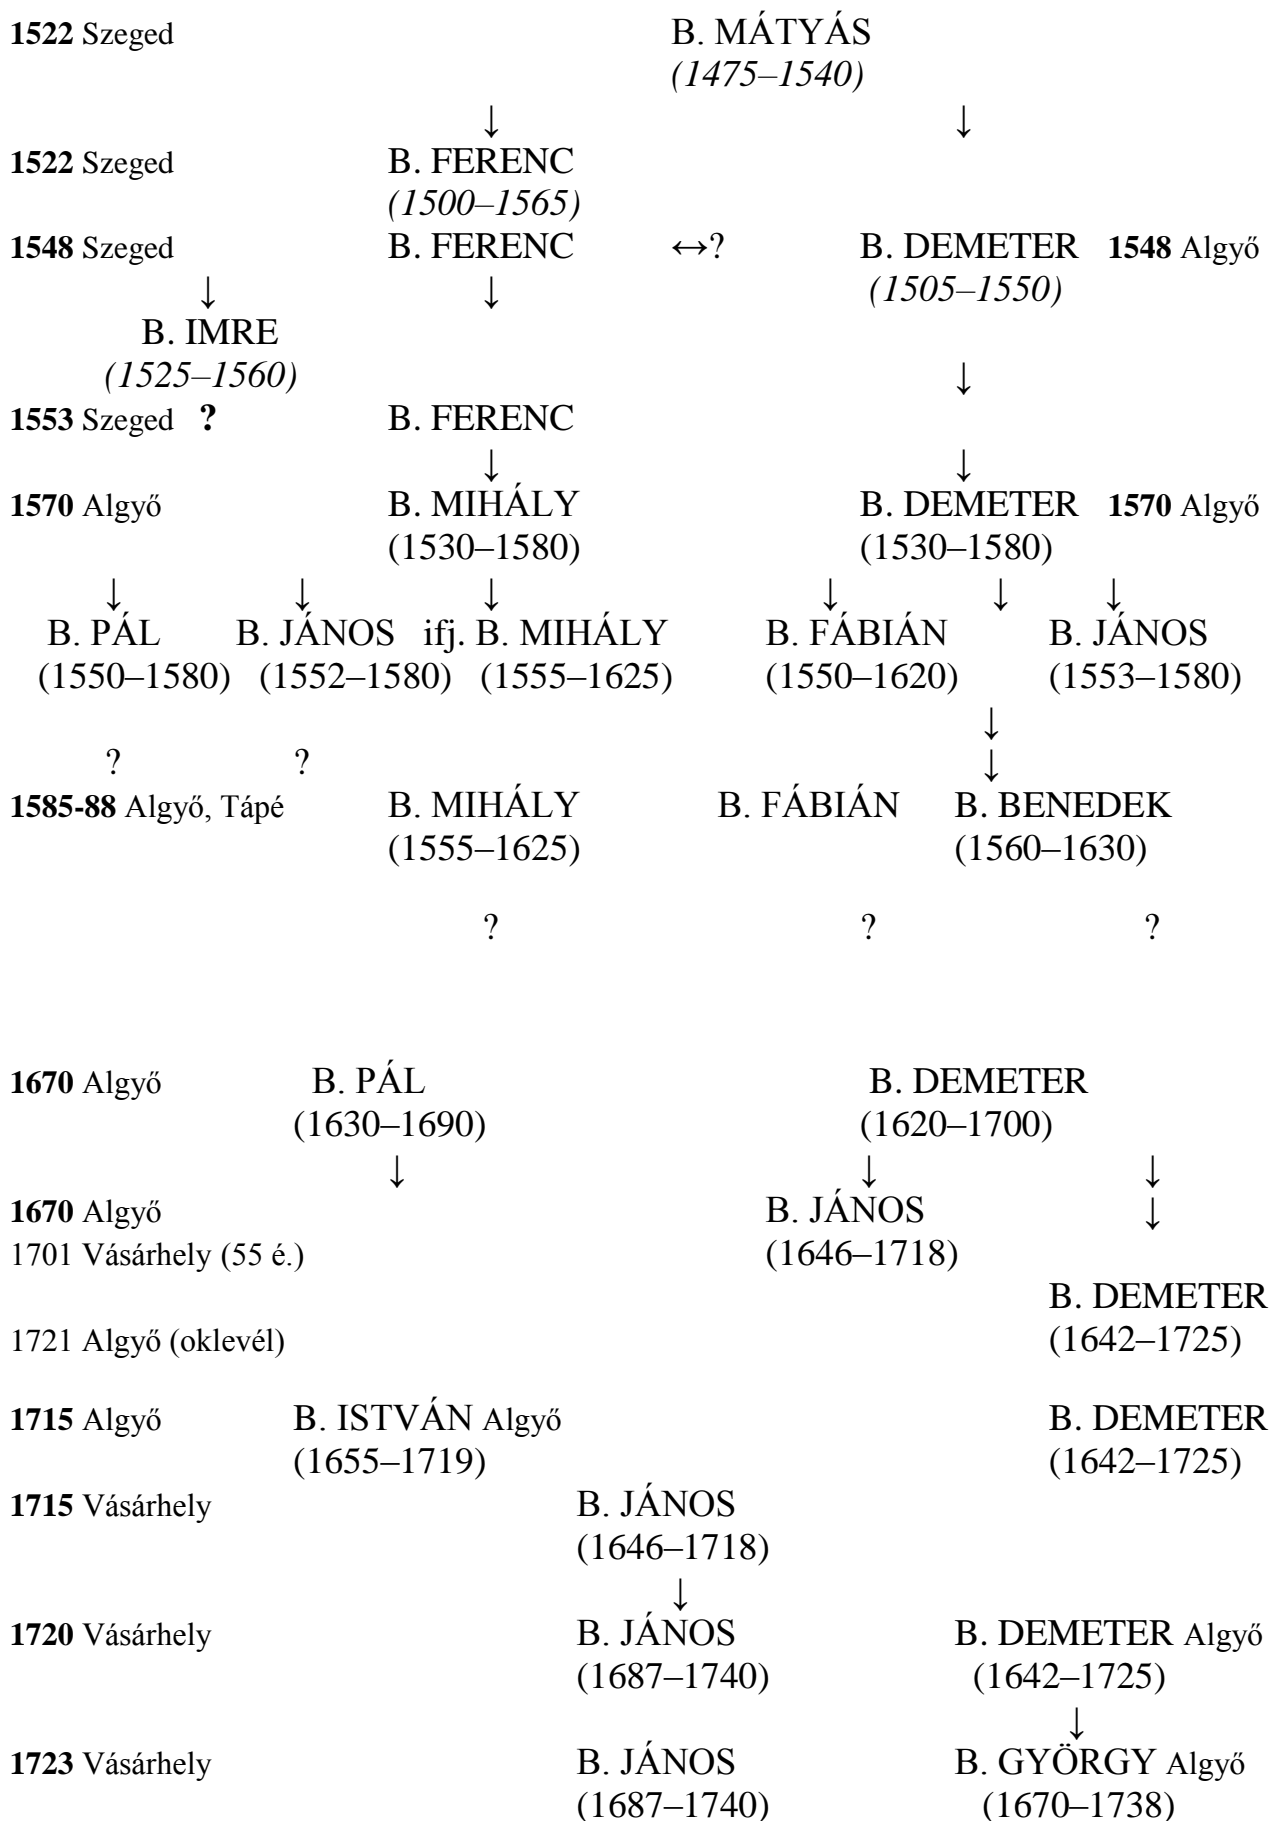 1522 Szeged B. MÁTYÁS
(1475–1540)
↓ ↓
1522 Szeged B. FERENC
(1500–1565)
1548 Szeged B. FERENC ↔? B. DEMETER 1548 Algyő
↓ ↓ (1505–1550)
B. IMRE
(1525–1560) ↓
1553 Szeged ? B. FERENC
↓ ↓
1570 Algyő B. MIHÁLY B. DEMETER 1570 Algyő
(1530–1580) (1530–1580)
↓ ↓ ↓ ↓ ↓ ↓
B. PÁL B. JÁNOS ifj. B. MIHÁLY B. FÁBIÁN B. JÁNOS
(1550–1580) (1552–1580) (1555–1625) (1550–1620) (1553–1580)
↓
? ? ↓
1585-88 Algyő, Tápé B. MIHÁLY B. FÁBIÁN B. BENEDEK
(1555–1625) (1560–1630)
? ? ?
1670 Algyő B. PÁL B. DEMETER
(1630–1690) (1620–1700)
↓ ↓ ↓
1670 Algyő B. JÁNOS ↓
1701 Vásárhely (55 é.) (1646–1718)
B. DEMETER
1721 Algyő (oklevél) (1642–1725)
1715 Algyő B. ISTVÁN Algyő B. DEMETER
(1655–1719) (1642–1725)
1715 Vásárhely B. JÁNOS
(1646–1718)
↓
1720 Vásárhely B. JÁNOS B. DEMETER Algyő
(1687–1740) (1642–1725)
↓
1723 Vásárhely B. JÁNOS B. GYÖRGY Algyő
(1687–1740) (1670–1738)